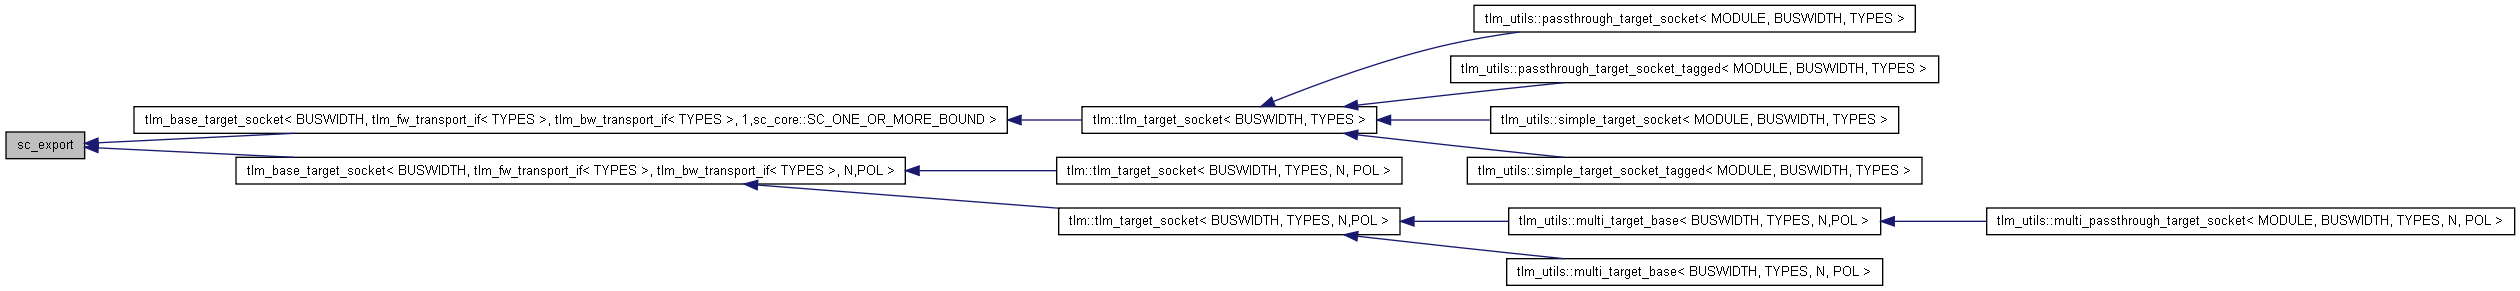 tlm_utils::passthrough_target_socket< MODULE, BUSWIDTH, TYPES >
tlm_utils::passthrough_target_socket_tagged< MODULE, BUSWIDTH, TYPES >
tlm_base_target_socket< BUSWIDTH, tlm_fw_transport_if< TYPES >, tlm_bw_transport_if< TYPES >, 1,sc_core::SC_ONE_OR_MORE_BOUND >
tlm::tlm_target_socket< BUSWIDTH, TYPES >
tlm_utils::simple_target_socket< MODULE, BUSWIDTH, TYPES >
sc_export
tlm_base_target_socket< BUSWIDTH, tlm_fw_transport_if< TYPES >, tlm_bw_transport_if< TYPES >, N,POL >
tlm::tlm_target_socket< BUSWIDTH, TYPES, N, POL >
tlm_utils::simple_target_socket_tagged< MODULE, BUSWIDTH, TYPES >
tlm::tlm_target_socket< BUSWIDTH, TYPES, N,POL >
tlm_utils::multi_target_base< BUSWIDTH, TYPES, N,POL >
tlm_utils::multi_passthrough_target_socket< MODULE, BUSWIDTH, TYPES, N, POL >
tlm_utils::multi_target_base< BUSWIDTH, TYPES, N, POL >